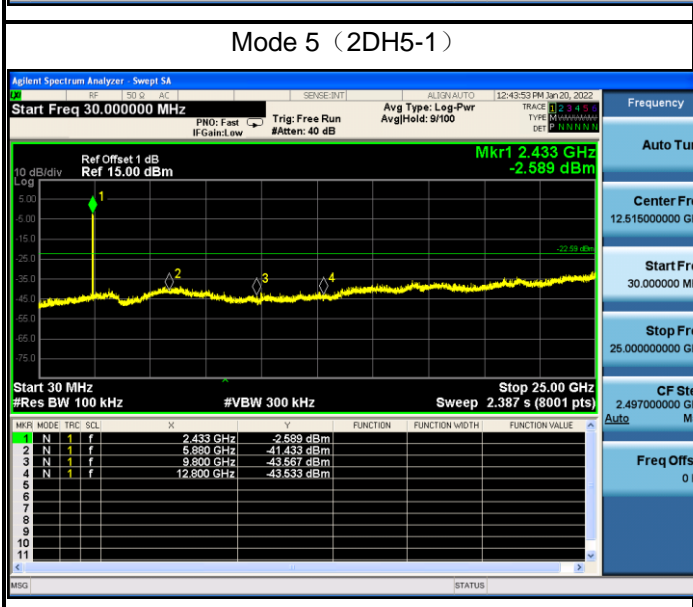 Mode 5（2DH5-1）
Agilent Spectrum Analyzer - Swept SA
RF 50 Ω AC SENSE:INT ALIGN AUTO 12:43:53 PM Jan 20, 2022
Start Freq 30.000000 MHz
PNO: Fast
IFGain:Low
Trig: Free Run
#Atten: 40 dB
Avg Type: Log-Pwr
Avg|Hold: 9/100
TRACE 1 2 3 4 5 6
TYPE M
DET P N N N N N
Frequency
Auto Tu
Ref Offset 1 dB
10 dB/div Ref 15.00 dBm
Log
Mkr1 2.433 GHz
-2.589 dBm
5.00
-5.00
-15.0
-25.0
-35.0
-45.0
-55.0
-65.0
-75.0
1
2
3
4
-22.59 dBm
Start 30 MHz
#Res BW 100 kHz
#VBW 300 kHz
Stop 25.00 GHz
Sweep 2.387 s (8001 pts)
Center Fr
12.515000000 G
Start Fr
30.000000 M
Stop Fr
25.000000000 G
CF Ste
2.497000000 G
Auto M
Freq Offs
0
MKR MODE TRC SCL X Y FUNCTION FUNCTION WIDTH FUNCTION VALUE
1 N 1 f 2.433 GHz -2.589 dBm
2 N 1 f 5.880 GHz -41.433 dBm
3 N 1 f 9.800 GHz -43.567 dBm
4 N 1 f 12.800 GHz -43.533 dBm
5
6
7
8
9
10
11
MSG STATUS